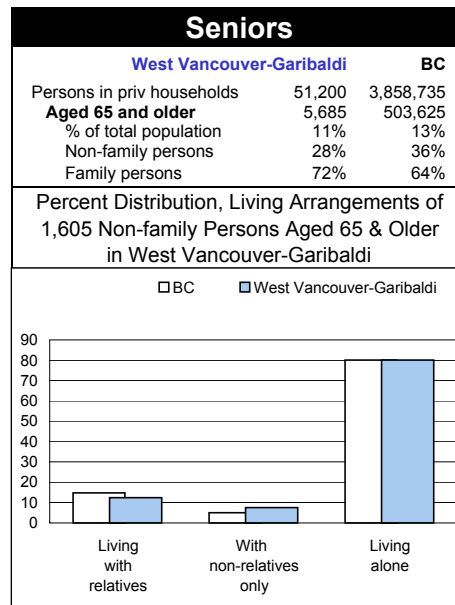 Seniors
West Vancouver-Garibaldi BC
Persons in priv households 51,200 3,858,735
Aged 65 and older 5,685 503,625
% of total population 11% 13%
Non-family persons 28% 36%
Family persons 72% 64%
Percent Distribution, Living Arrangements of
1,605 Non-family Persons Aged 65 & Older
in West Vancouver-Garibaldi
BC West Vancouver-Garibaldi
90
80
70
60
50
40
30
20
10
0
Living with relatives
With non-relatives only
Living alone